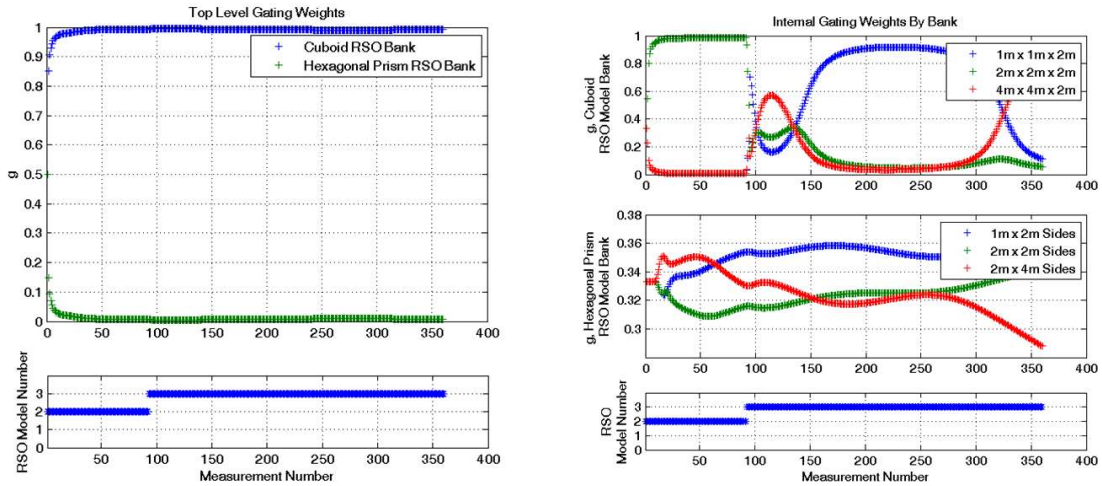 Top Level Gating Weights
g
1
0.9
0.8
0.7
0.6
0.5
0.4
0.3
0.2
0.1
0
Cuboid RSO Bank
Hexagonal Prism RSO Bank
0 50 100 150 200 250 300 350 400
RSO Model Number
3
2
1
0
0 50 100 150 200 250 300 350 400
Measurement Number
Internal Gating Weights By Bank
g, Cuboid
RSO Model Bank
1
0.8
0.6
0.4
0.2
0
1m x 1m x 2m
2m x 2m x 2m
4m x 4m x 2m
0 50 100 150 200 250 300 350 400
g, Hexagonal Prism
RSO Model Bank
0.38
0.36
0.34
0.32
0.3
1m x 2m Sides
2m x 2m Sides
2m x 4m Sides
0 50 100 150 200 250 300 350 400
RSO
Model Number
3
2
1
0 50 100 150 200 250 300 350 400
Measurement Number